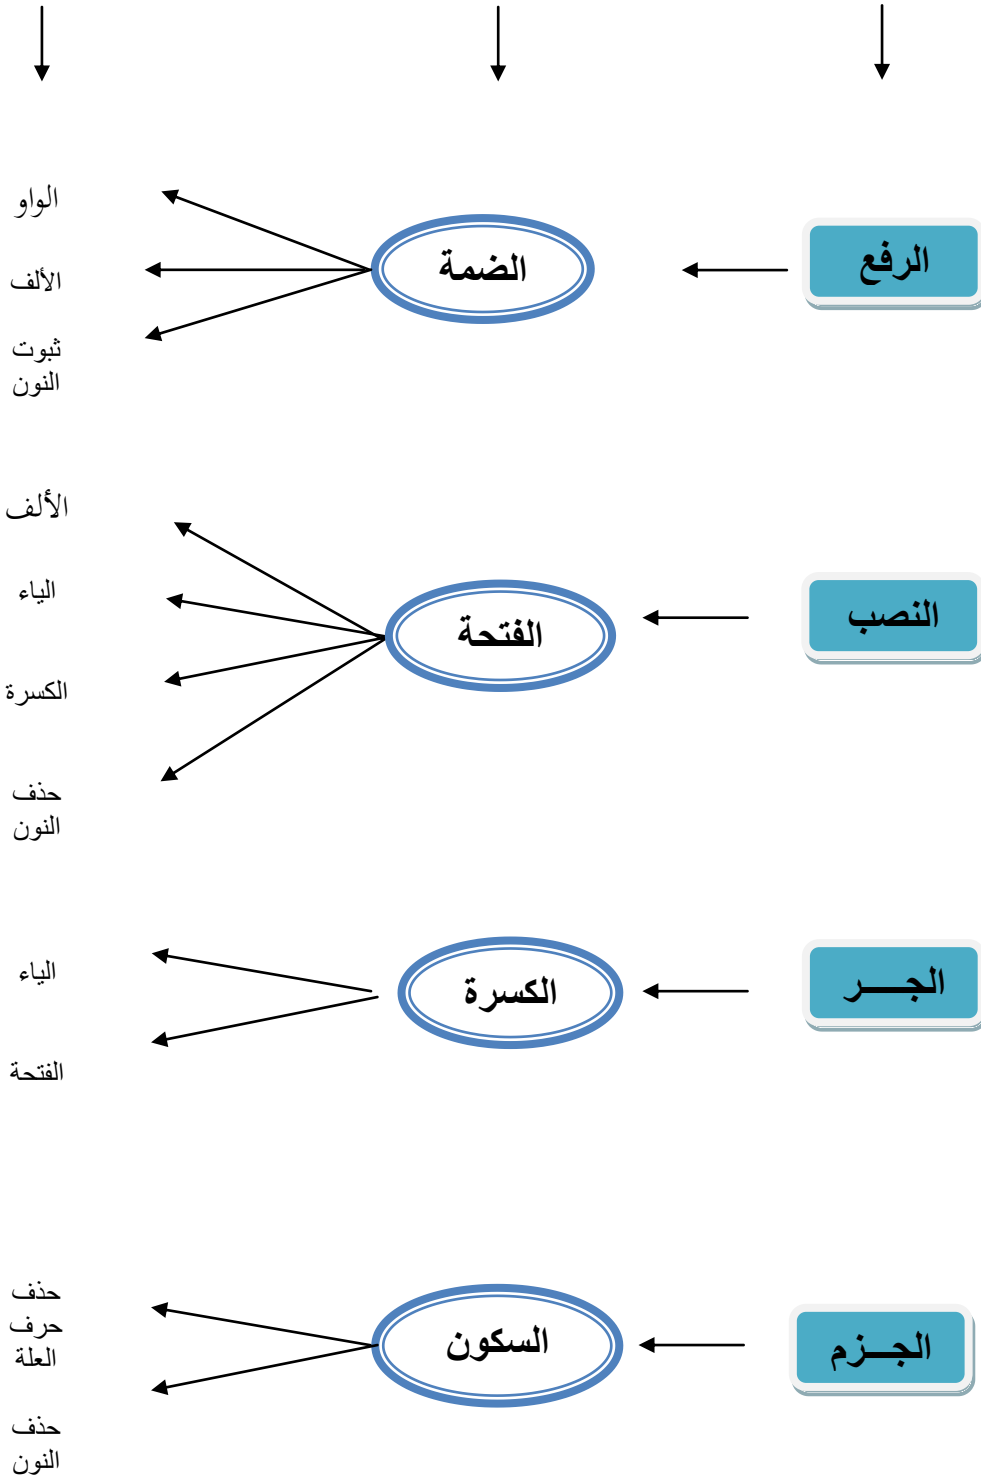 الرفع
الضمة
الواو
الألف
ثبوت
النون
النصب
الفتحة
الألف
الياء
الكسرة
حذف
النون
الجـــر
الكسرة
الياء
الفتحة
الجــزم
السكون
حذف
حرف
العلة
حذف
النون